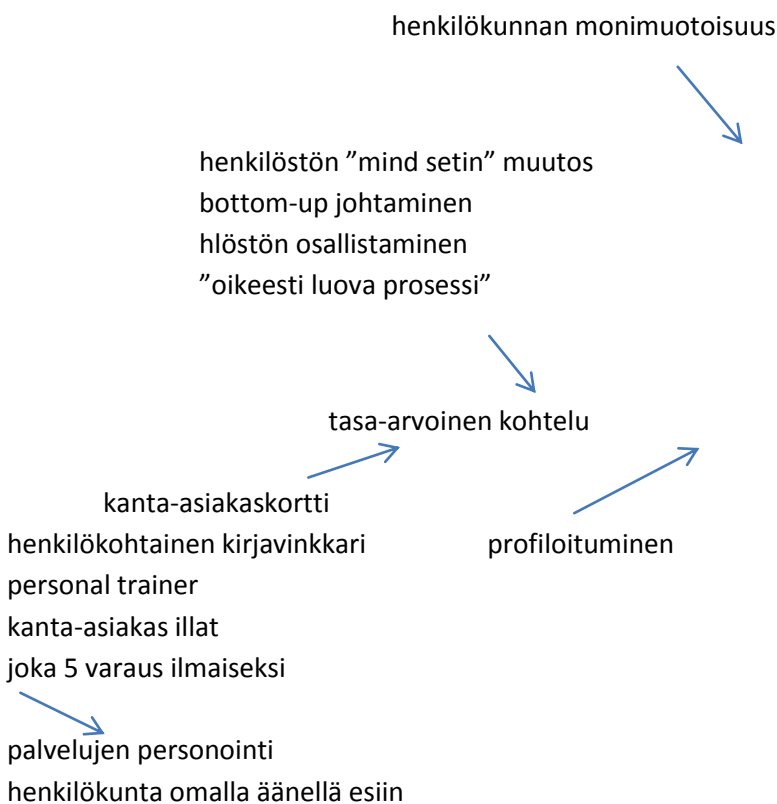 henkilökunnan monimuotoisuus
henkilöstön ”mind setin” muutos
bottom-up johtaminen
hlöstön osallistaminen
”oikeesti luova prosessi”
tasa-arvoinen kohtelu
kanta-asiakaskortti
henkilökohtainen kirjavinkkari
profiloituminen
personal trainer
kanta-asiakas illat
joka 5 varaus ilmaiseksi
palvelujen personointi
henkilökunta omalla äänellä esiin